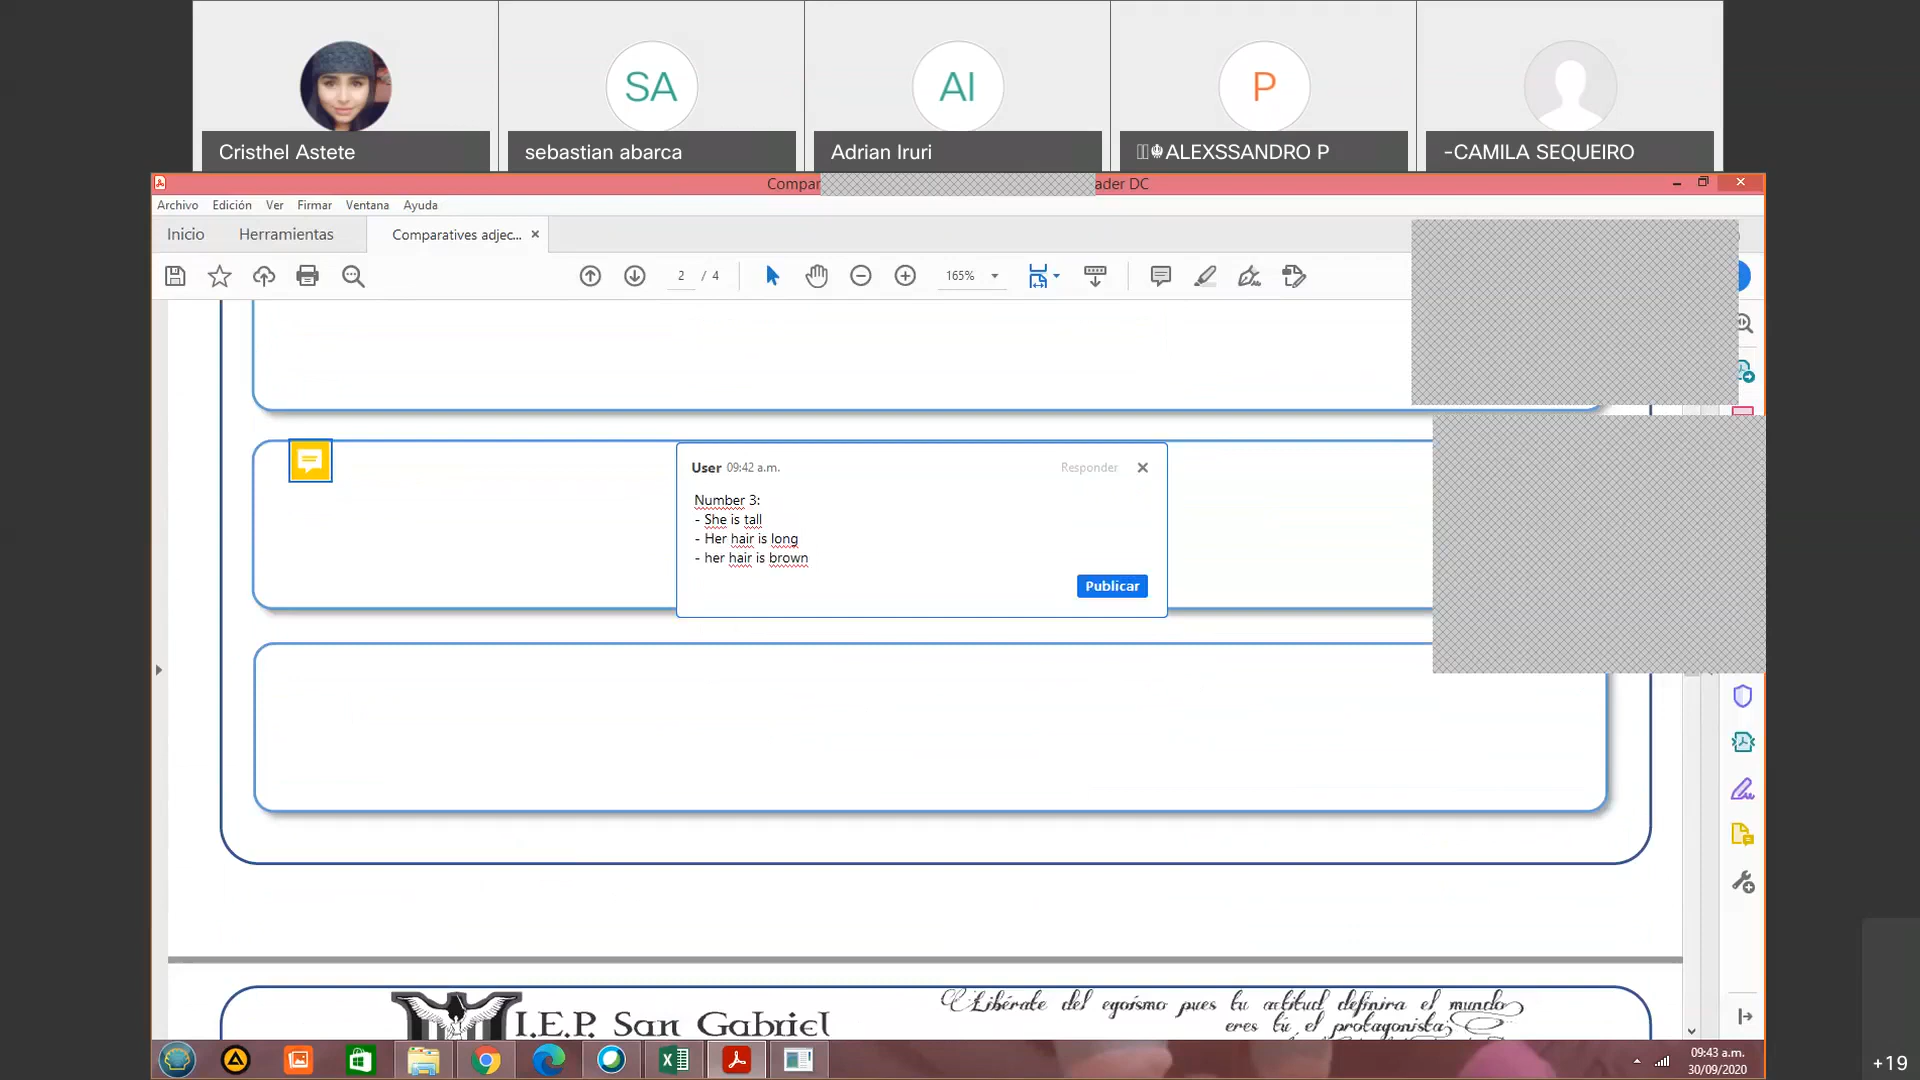 SA
AI
P
Cristhel Astete
sebastian abarca
Adrian Iruri
ALEXSSANDRO P
-CAMILA SEQUEIRO
Compar
ader DC
Archivo Edición Ver Firmar Ventana Ayuda
Inicio Herramientas Comparatives adjec...
2 / 4 165%
User 09:42 a.m. Responder
Number 3:
- She is tall
- Her hair is long
- her hair is brown
Publicar
I.E.P. San Gabriel
Libérate del egoísmo pues tu actitud definira el mundo
eres tú el protagonista
09:43 a.m.
30/09/2020
+19